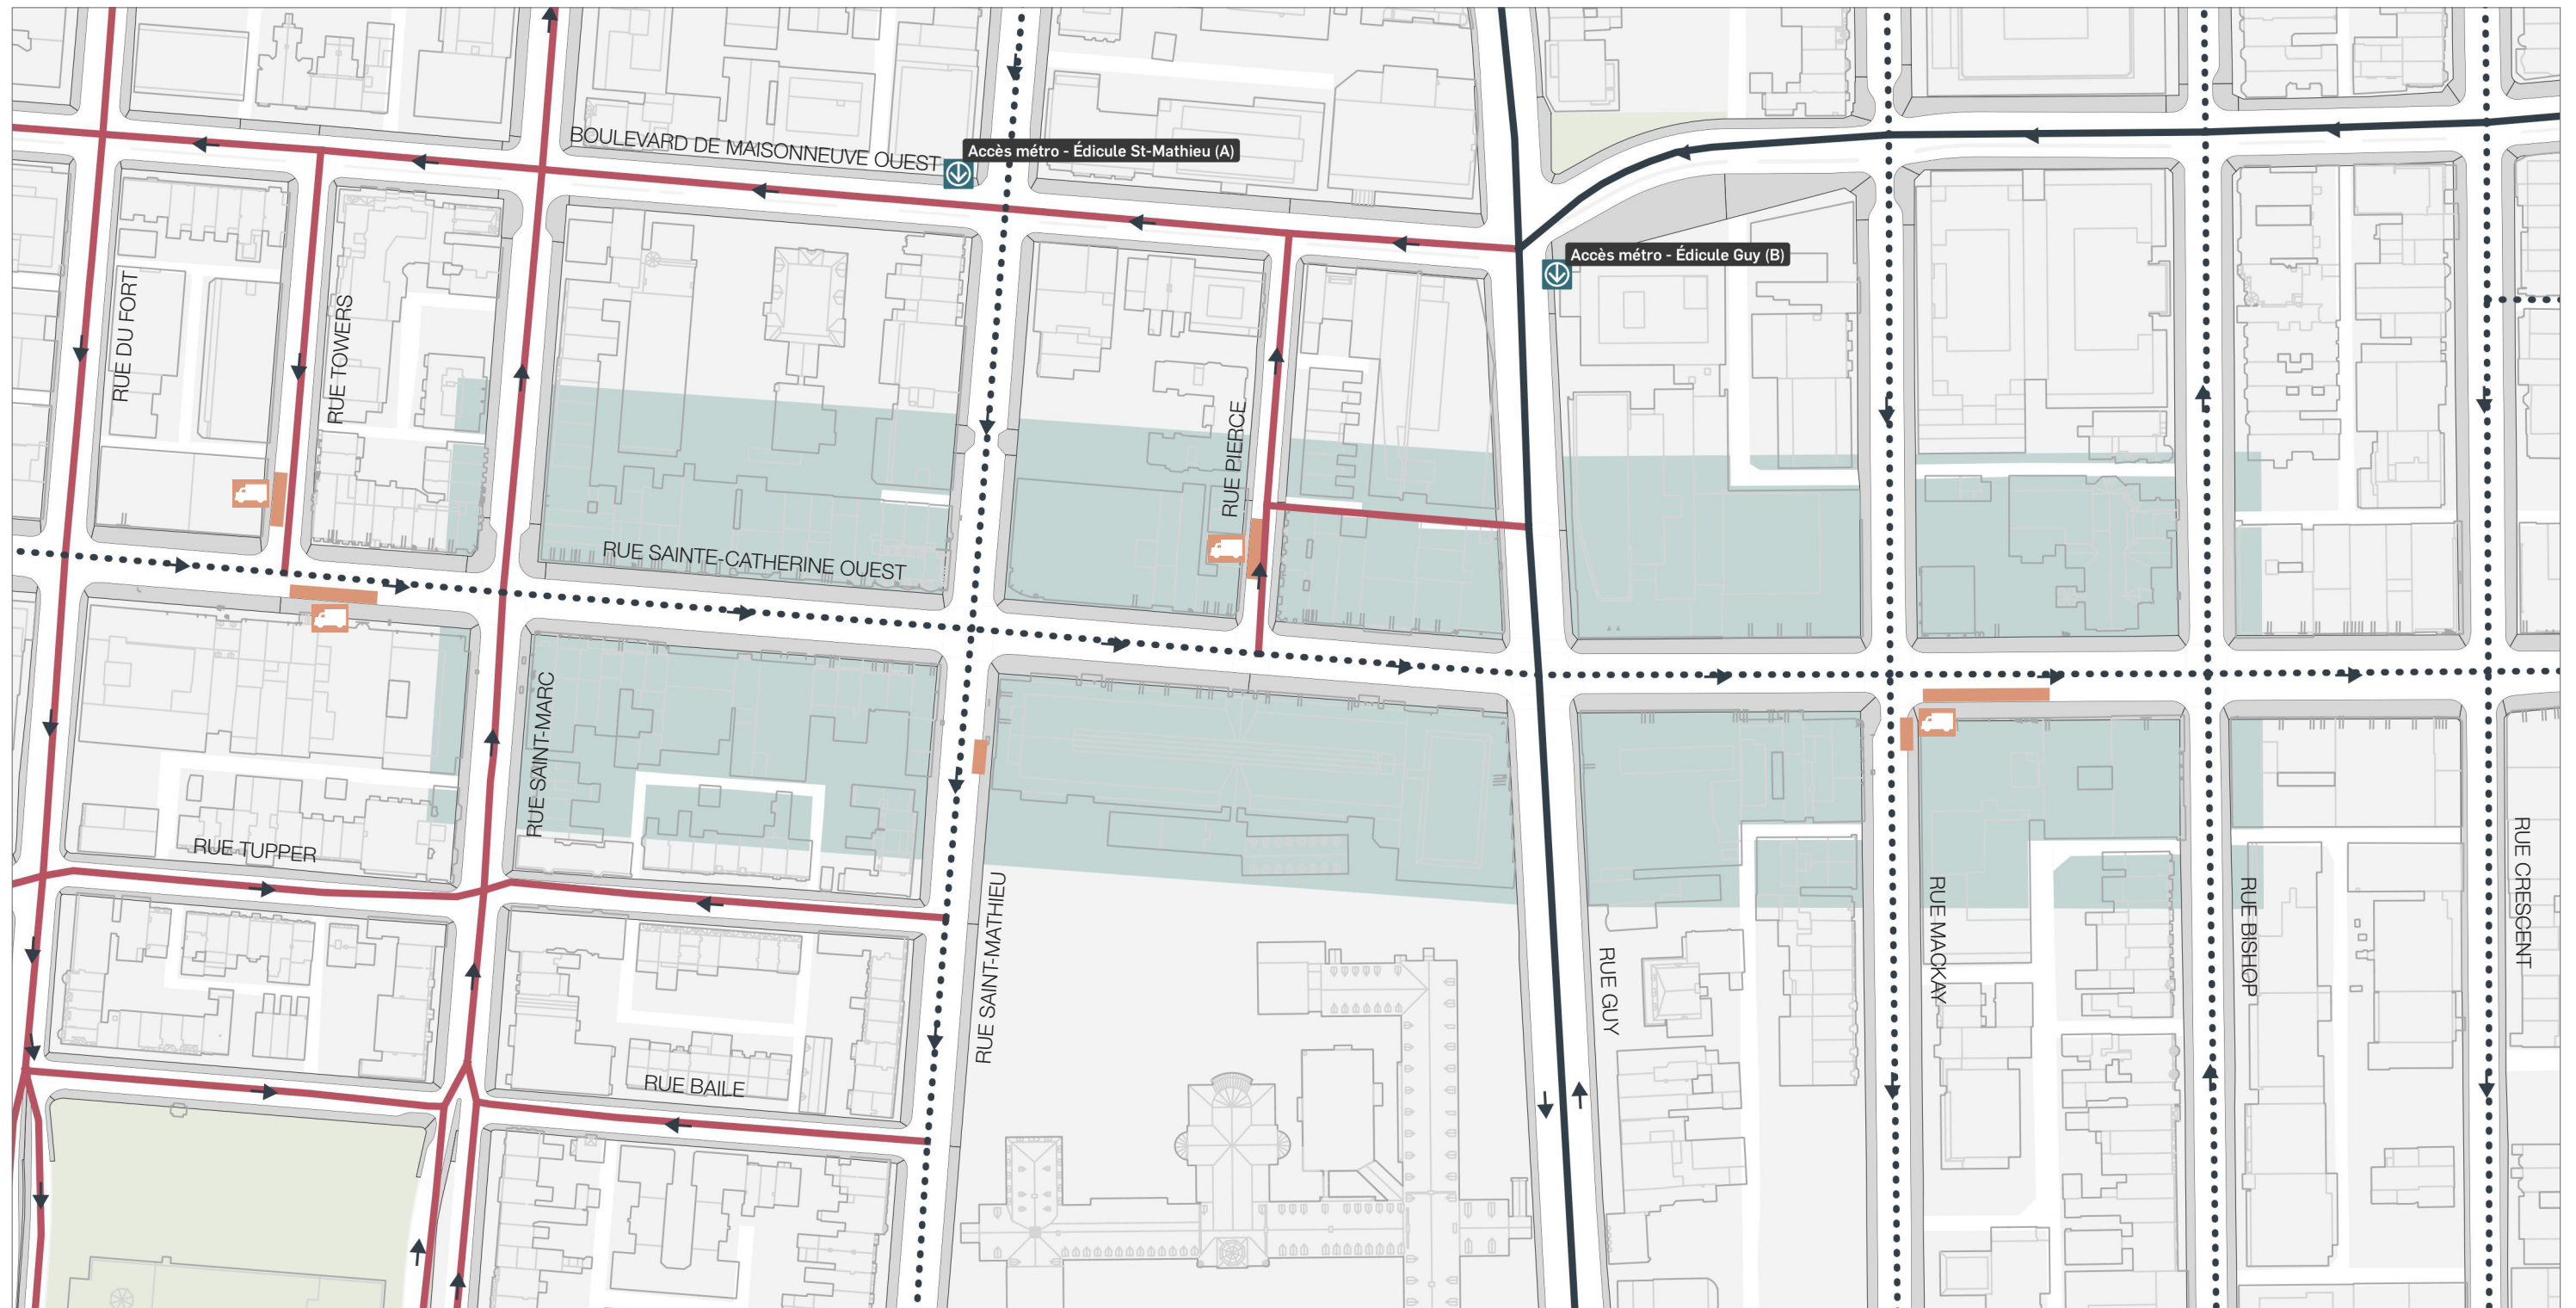 BOULEVARD DE MAISONNEUVE OUEST
Accès métro - Édicule St-Mathieu (A)
Accès métro - Édicule Guy (B)
RUE DU FORT
RUE TOWERS
RUE PIERCE
RUE SAINTE-CATHERINE OUEST
RUE SAINT-MARC
RUE TUPPER
RUE SAINT-MATHIEU
RUE GUY
RUE MACKAY
RUE BISHOP
RUE CRESCENT
RUE BAILE